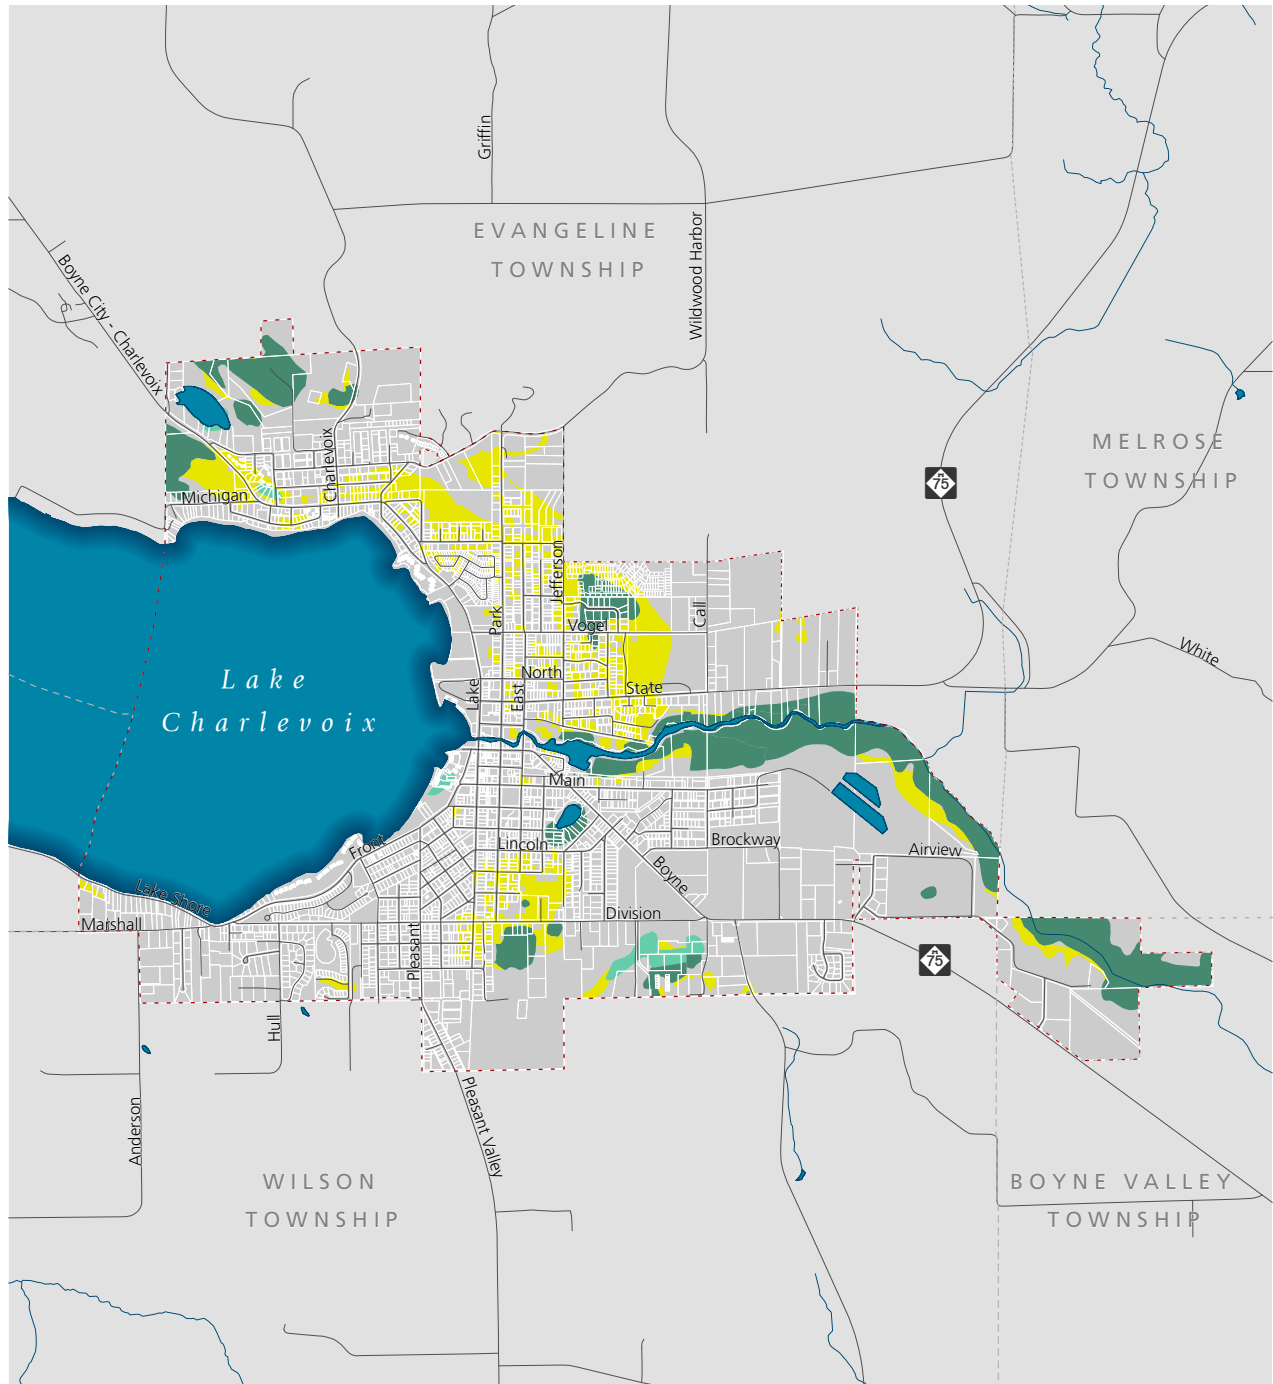 Griffin
EVANGELINE
TOWNSHIP
Wildwood Harbor
Boyne City - Charlevoix
MELROSE
TOWNSHIP
M
75
Charlevoix
Michigan
Jefferson
Park
Vogel
Call
White
North
State
Lake
Charlevoix
Lake
East
Main
Front
Lincoln
Brockway
Airview
Boyne
Lake Shore
Marshall
Division
Pleasant
M
75
Hull
Anderson
Pleasant Valley
WILSON
TOWNSHIP
BOYNE VALLEY
TOWNSHIP